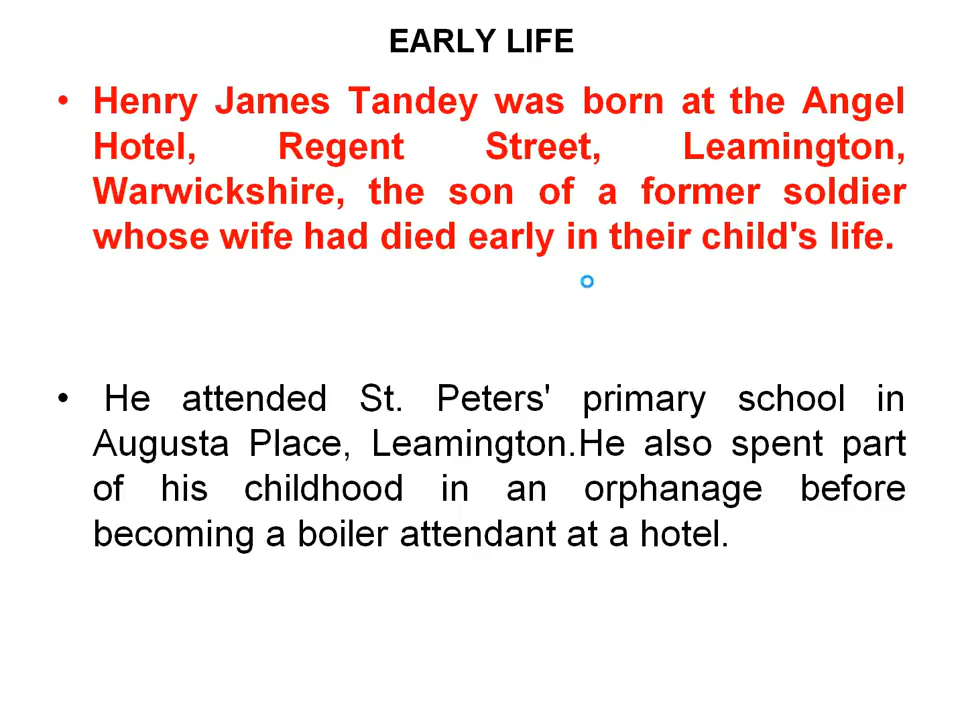 EARLY LIFE
• Henry James Tandey was born at the Angel
Hotel, Regent Street, Leamington,
Warwickshire, the son of a former soldier
whose wife had died early in their child's life.
• He attended St. Peters' primary school in
Augusta Place, Leamington.He also spent part
of his childhood in an orphanage before
becoming a boiler attendant at a hotel.